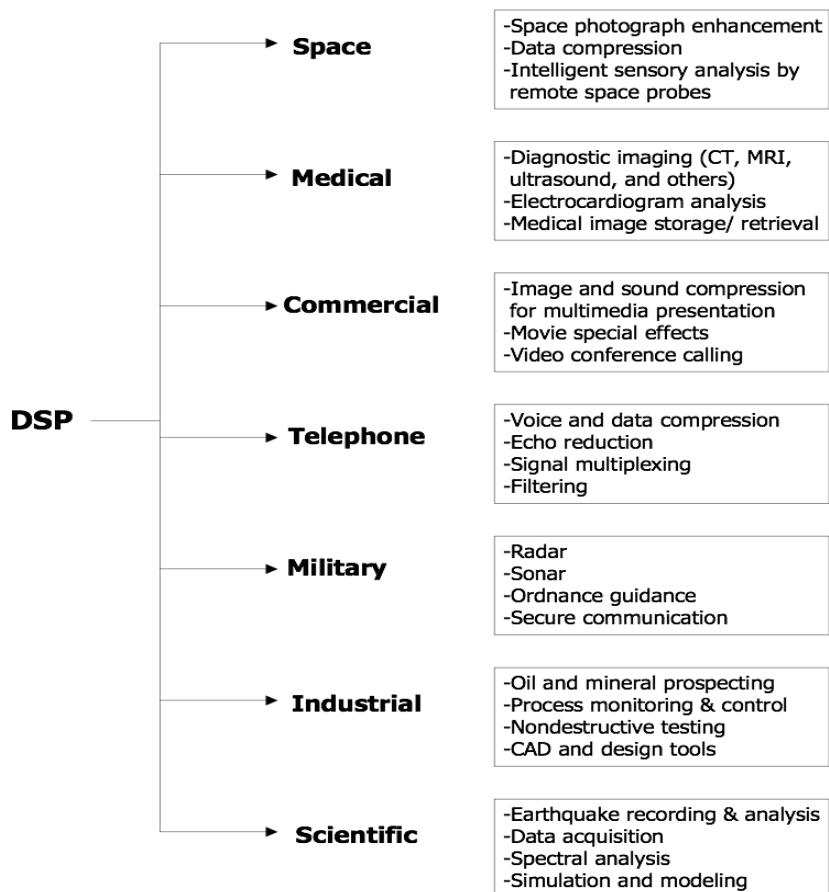 Space
-Space photograph enhancement
-Data compression
-Intelligent sensory analysis by
remote space probes
Medical
-Diagnostic imaging (CT, MRI,
ultrasound, and others)
-Electrocardiogram analysis
-Medical image storage/ retrieval
Commercial
-Image and sound compression
for multimedia presentation
-Movie special effects
-Video conference calling
DSP
Telephone
-Voice and data compression
-Echo reduction
-Signal multiplexing
-Filtering
Military
-Radar
-Sonar
-Ordnance guidance
-Secure communication
Industrial
-Oil and mineral prospecting
-Process monitoring & control
-Nondestructive testing
-CAD and design tools
Scientific
-Earthquake recording & analysis
-Data acquisition
-Spectral analysis
-Simulation and modeling